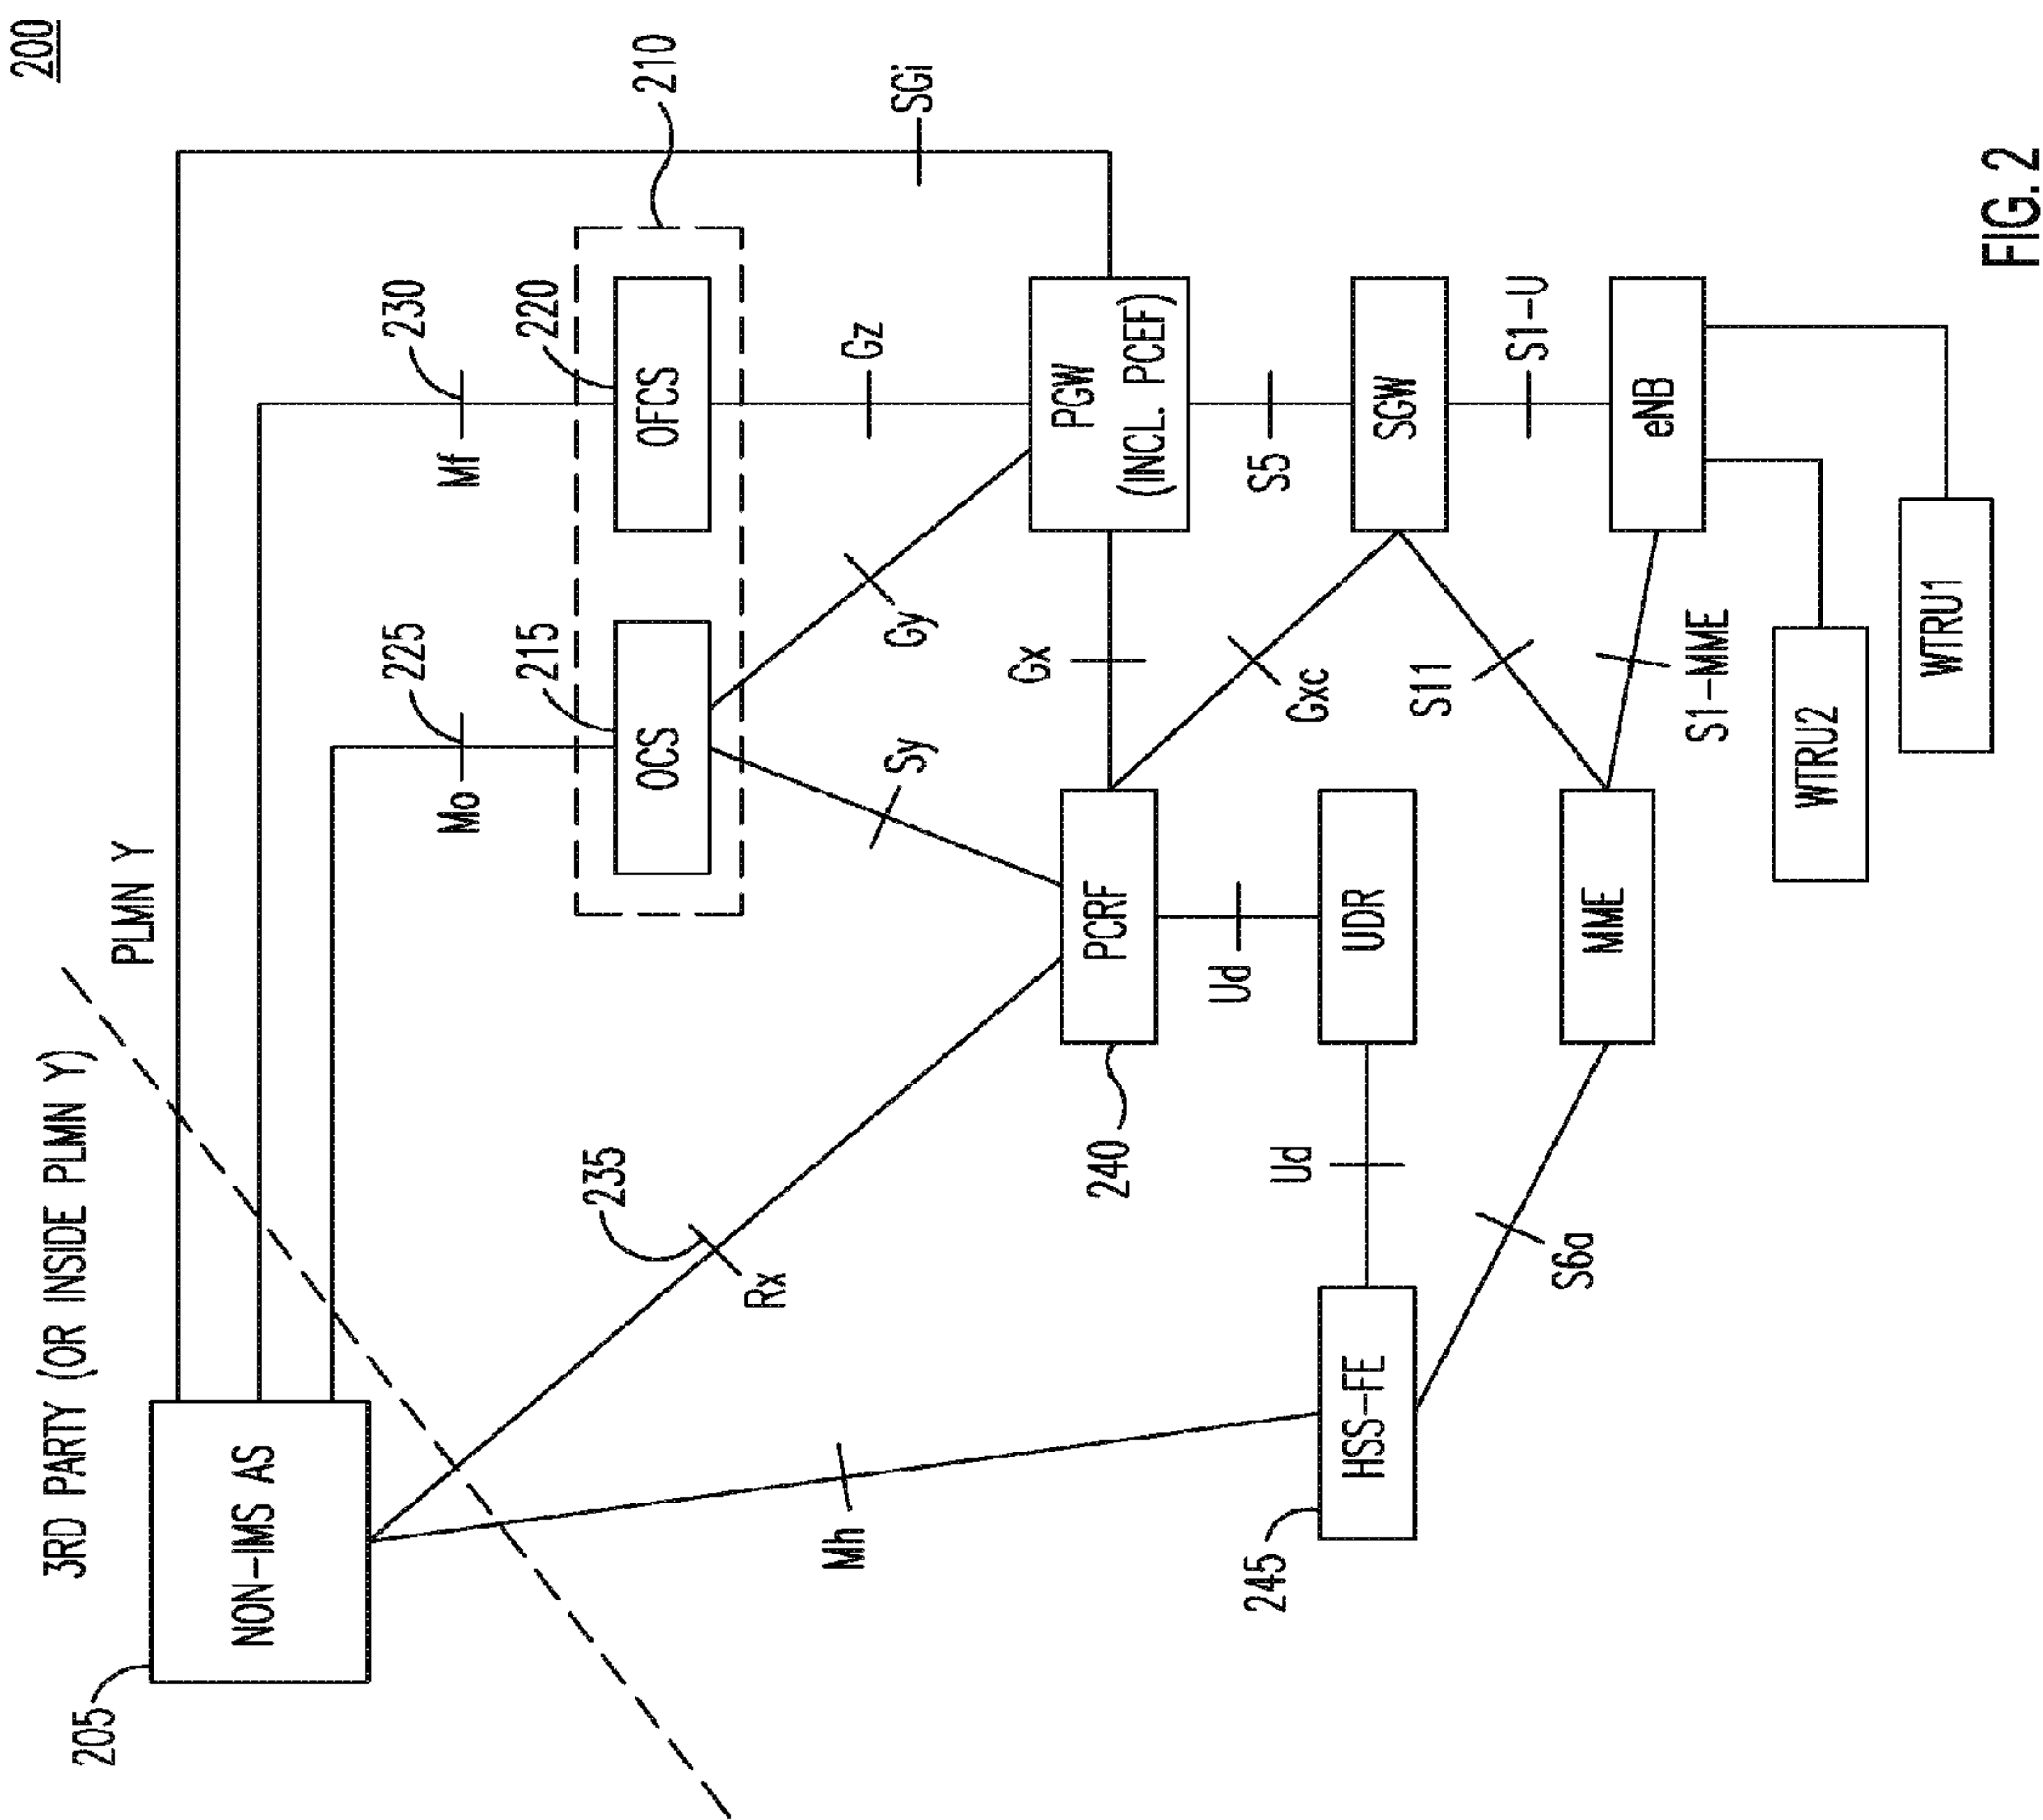 200
3RD PARTY (OR INSIDE PLMN Y)
PLMN Y
205
NON-IMS AS
Mo
225
Mf
230
210
215
OCS
220
OFCS
SGi
235
Rx
Sy
Gy
Gz
Mh
240
PCRF
Gx
PGW
(INCL. PCEF)
Ud
Gxc
S5
245
HSS-FE
Ud
UDR
SGW
S11
S1-U
S6a
MME
S1-MME
eNB
WTRU2
WTRU1
FIG. 2